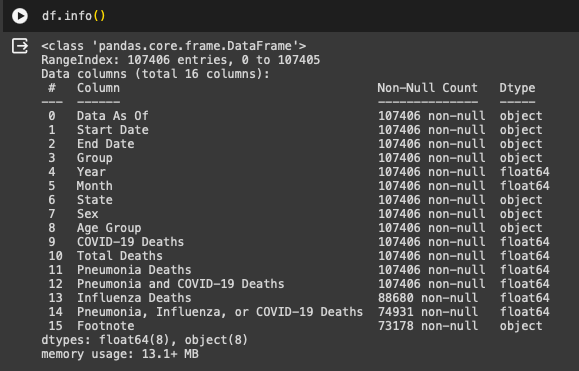 df.info()
<class 'pandas.core.frame.DataFrame'>
RangeIndex: 107406 entries, 0 to 107405
Data columns (total 16 columns):
 #   Column                                    Non-Null Count   Dtype
---  ------                                    --------------   -----
 0   Data As Of                                107406 non-null  object
 1   Start Date                                107406 non-null  object
 2   End Date                                  107406 non-null  object
 3   Group                                     107406 non-null  object
 4   Year                                      107406 non-null  float64
 5   Month                                     107406 non-null  float64
 6   State                                     107406 non-null  object
 7   Sex                                       107406 non-null  object
 8   Age Group                                 107406 non-null  object
 9   COVID-19 Deaths                           107406 non-null  float64
 10  Total Deaths                              107406 non-null  float64
 11  Pneumonia Deaths                          107406 non-null  float64
 12  Pneumonia and COVID-19 Deaths             107406 non-null  float64
 13  Influenza Deaths                          88680 non-null   float64
 14  Pneumonia, Influenza, or COVID-19 Deaths  74931 non-null   float64
 15  Footnote                                  73178 non-null   object
dtypes: float64(8), object(8)
memory usage: 13.1+ MB